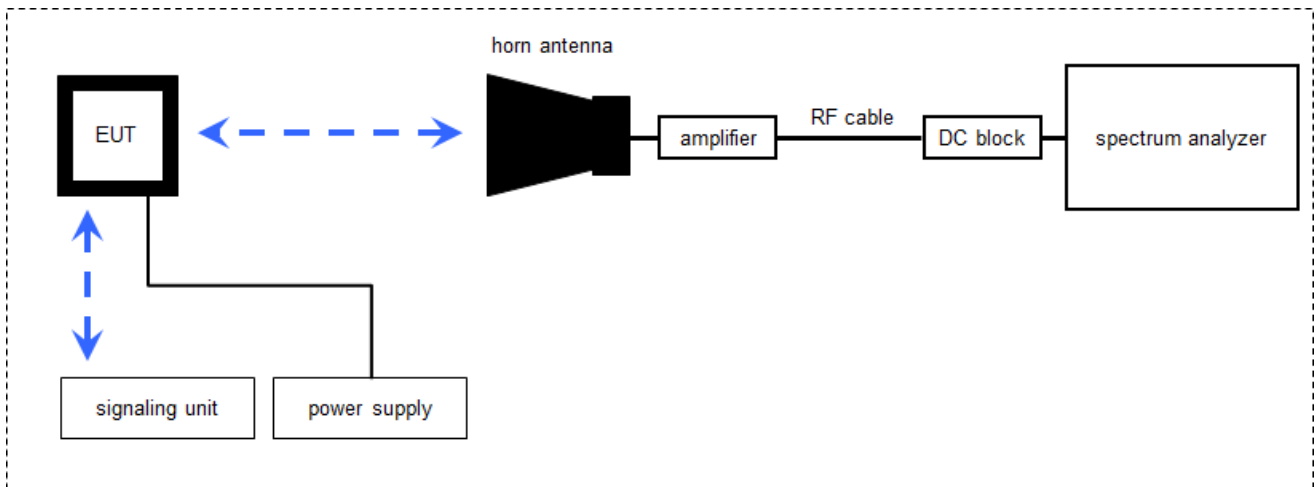 horn antenna
EUT
amplifier
RF cable
DC block
spectrum analyzer
signaling unit
power supply